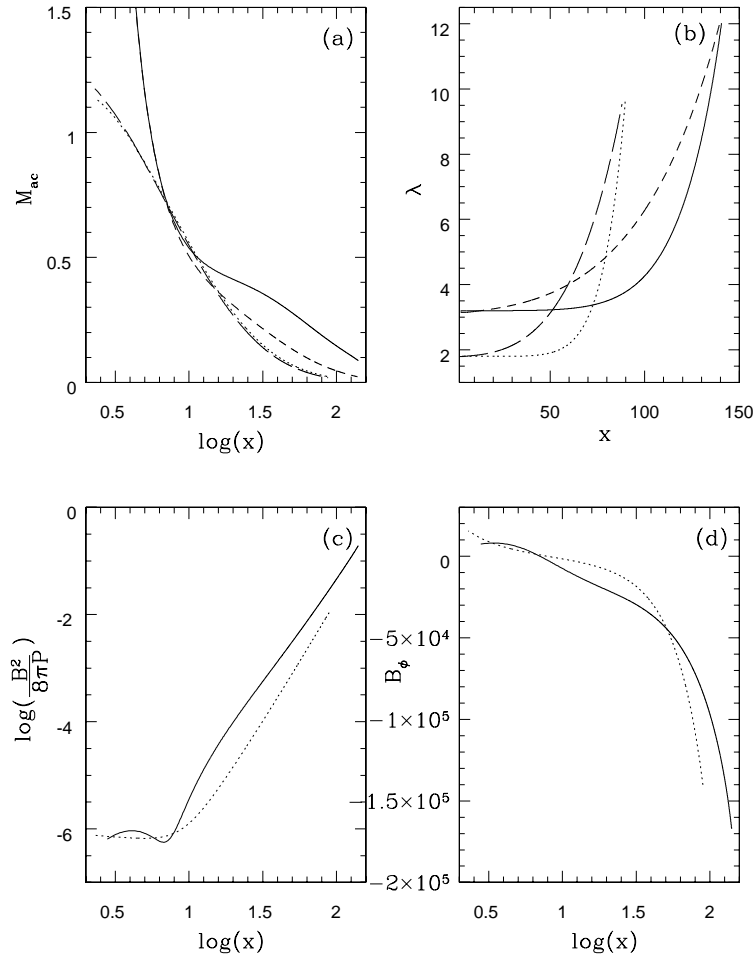 (a)
1.5
1
0.5
0
M_ac
0.5 1 1.5 2
log(x)
(b)
12
10
8
6
4
2
λ
50 100 150
x
(c)
0
-2
-4
-6
log(B²/8πP)
0.5 1 1.5 2
log(x)
(d)
0
−5×10⁴
−1×10⁵
−1.5×10⁵
−2×10⁵
B_ϕ
0.5 1 1.5 2
log(x)